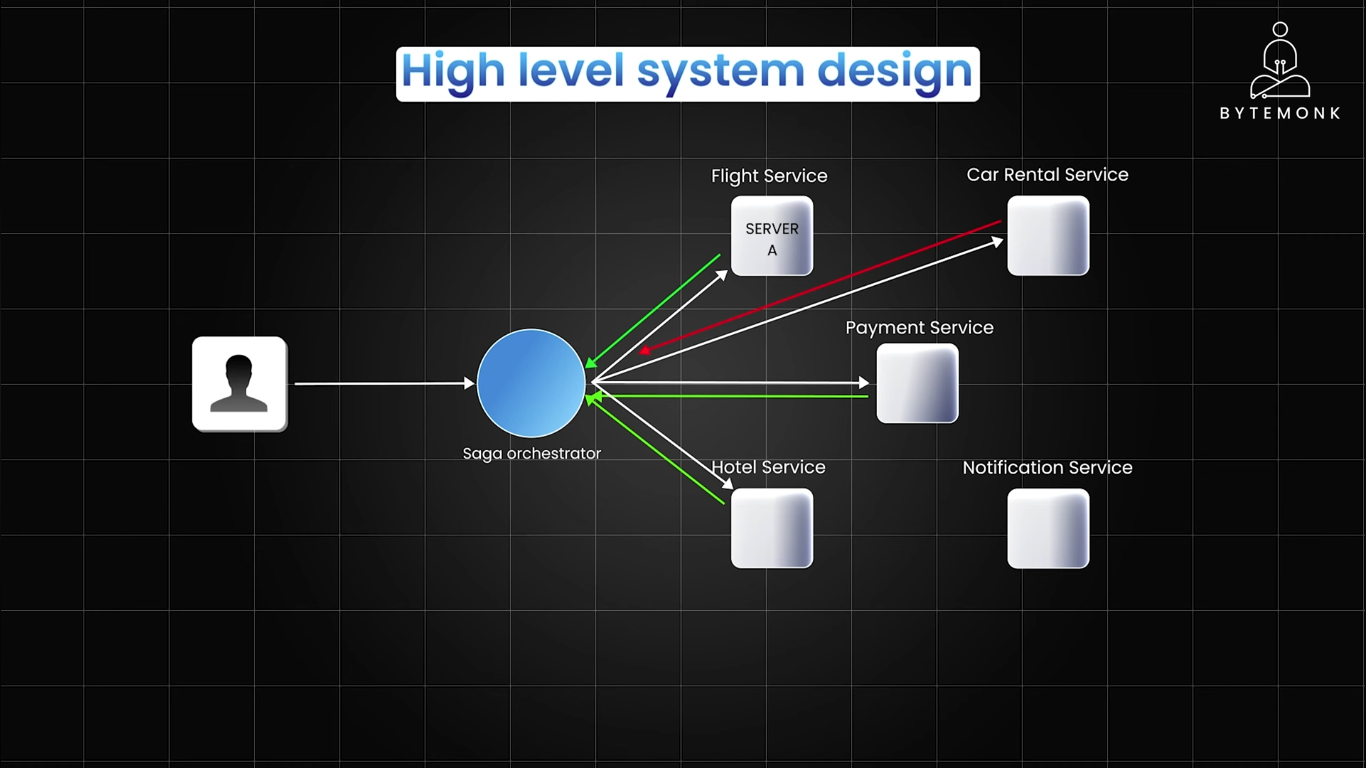 High level system design
BYTEMONK
Flight Service
Car Rental Service
SERVER
A
Payment Service
Saga orchestrator
Hotel Service
Notification Service